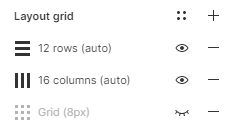 Layout grid
12 rows (auto)
16 columns (auto)
Grid (8px)